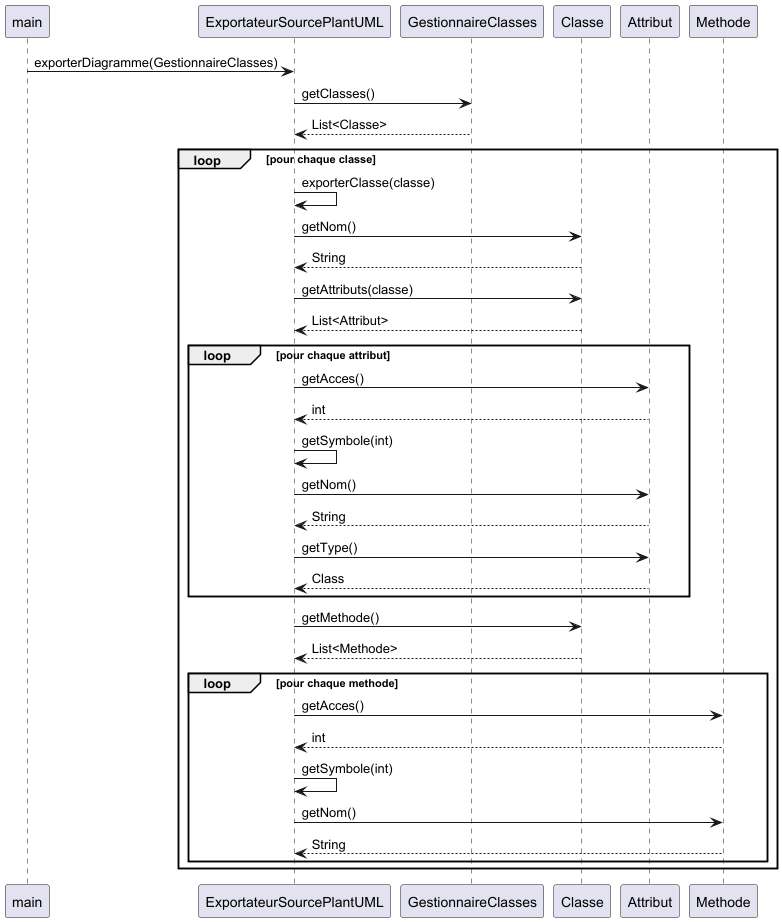 main ExportateurSourcePlantUML GestionnaireClasses Classe Attribut Methode
exporterDiagramme(GestionnaireClasses)
getClasses()
List<Classe>
loop [pour chaque classe]
exporterClasse(classe)
getNom()
String
getAttributs(classe)
List<Attribut>
loop [pour chaque attribut]
getAcces()
int
getSymbole(int)
getNom()
String
getType()
Class
getMethode()
List<Methode>
loop [pour chaque methode]
getAcces()
int
getSymbole(int)
getNom()
String
main ExportateurSourcePlantUML GestionnaireClasses Classe Attribut Methode